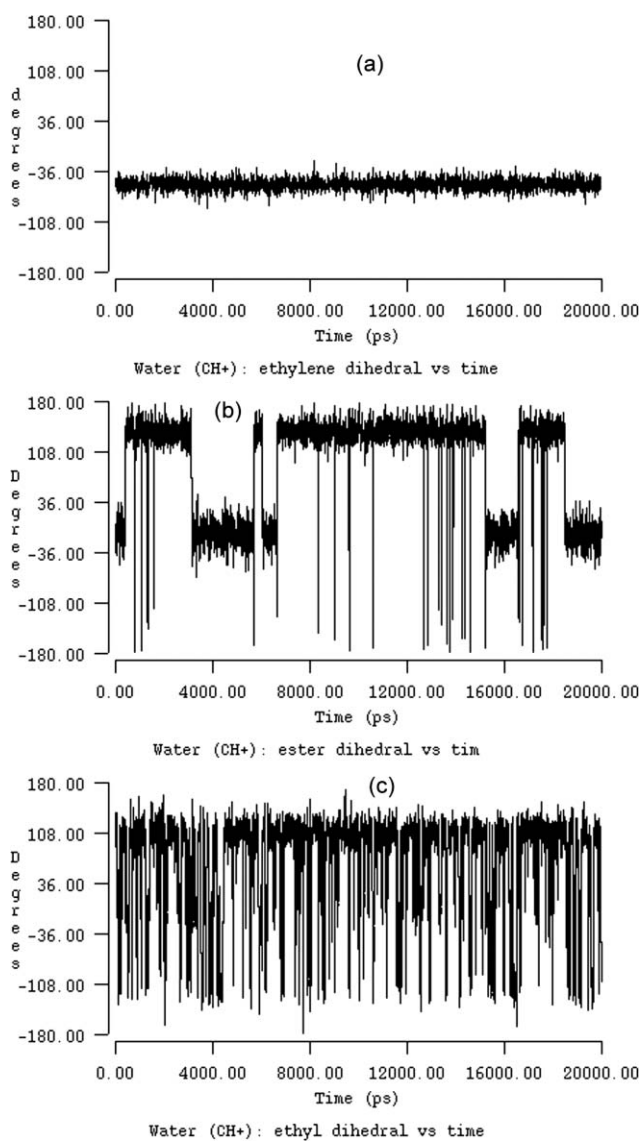 180.00
(a)
108.00
degrees
36.00
-36.00
-108.00
-180.00
0.00 4000.00 8000.00 12000.00 16000.00 20000.00
Time (ps)
Water (CH+): ethylene dihedral vs time
180.00
(b)
108.00
Degrees
36.00
-36.00
-108.00
-180.00
0.00 4000.00 8000.00 12000.00 16000.00 20000.00
Time (ps)
Water (CH+): ester dihedral vs tim
180.00
(c)
108.00
Degrees
36.00
-36.00
-108.00
-180.00
0.00 4000.00 8000.00 12000.00 16000.00 20000.00
Time (ps)
Water (CH+): ethyl dihedral vs time